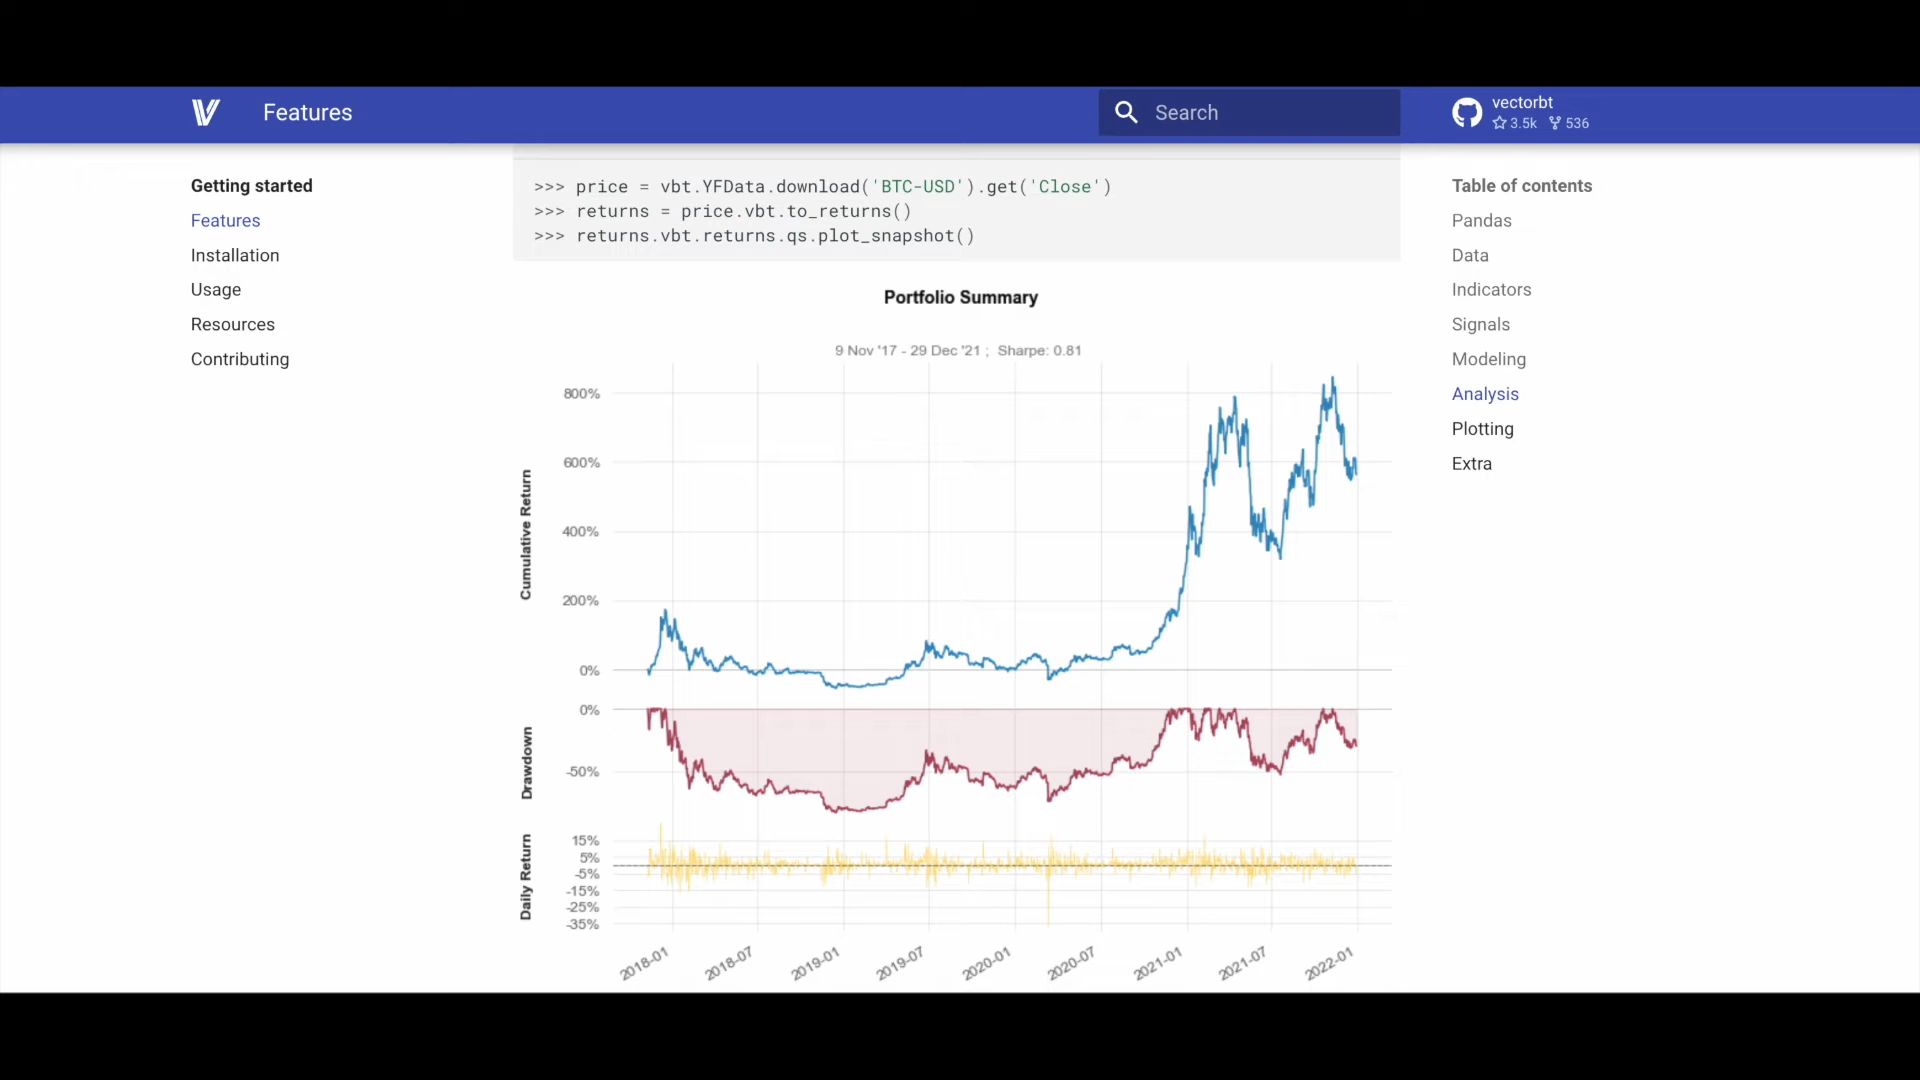 Features
Search
vectorbt
3.5k 536
Getting started
Features
Installation
Usage
Resources
Contributing
>>> price = vbt.YFData.download('BTC-USD').get('Close')
>>> returns = price.vbt.to_returns()
>>> returns.vbt.returns.qs.plot_snapshot()
Portfolio Summary
9 Nov '17 - 29 Dec '21 ; Sharpe: 0.81
Cumulative Return
800%
600%
400%
200%
0%
Drawdown
0%
-50%
Daily Return
15%
5%
-5%
-15%
-25%
-35%
2018-01
2018-07
2019-01
2019-07
2020-01
2020-07
2021-01
2021-07
2022-01
Table of contents
Pandas
Data
Indicators
Signals
Modeling
Analysis
Plotting
Extra